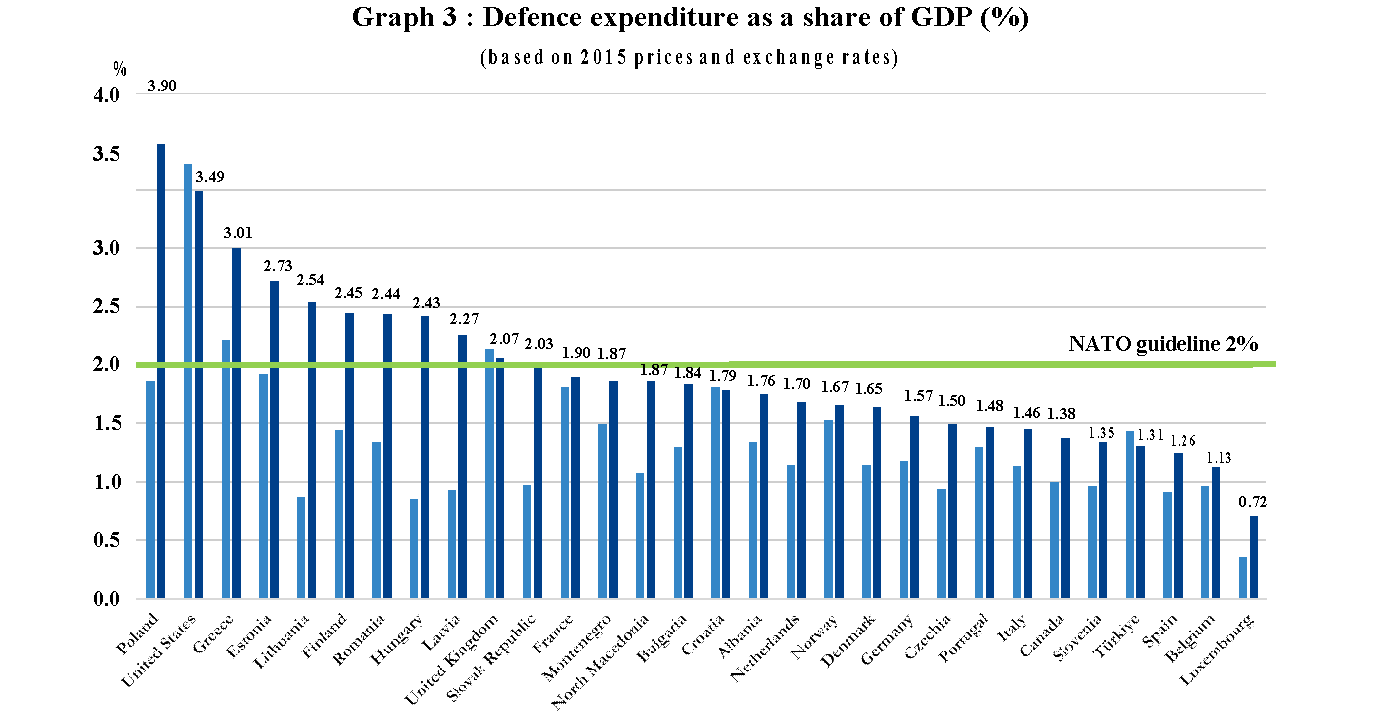 Graph 3 : Defence expenditure as a share of GDP (%)
(based on 2015 prices and exchange rates)
%
4.0
3.5
3.0
2.5
2.0
1.5
1.0
0.5
0.0
3.90
3.49
3.01
2.73
2.54
2.45
2.44
2.43
2.27
2.07
2.03
1.90
1.87
1.87
1.84
1.79
1.76
1.70
1.67
1.65
1.57
1.50
1.48
1.46
1.38
1.35
1.31
1.26
1.13
0.72
NATO guideline 2%
Poland
United States
Greece
Estonia
Lithuania
Finland
Romania
Hungary
Latvia
United Kingdom
Slovak Republic
France
Montenegro
North Macedonia
Bulgaria
Croatia
Albania
Netherlands
Norway
Denmark
Germany
Czechia
Portugal
Italy
Canada
Slovenia
Türkiye
Spain
Belgium
Luxembourg